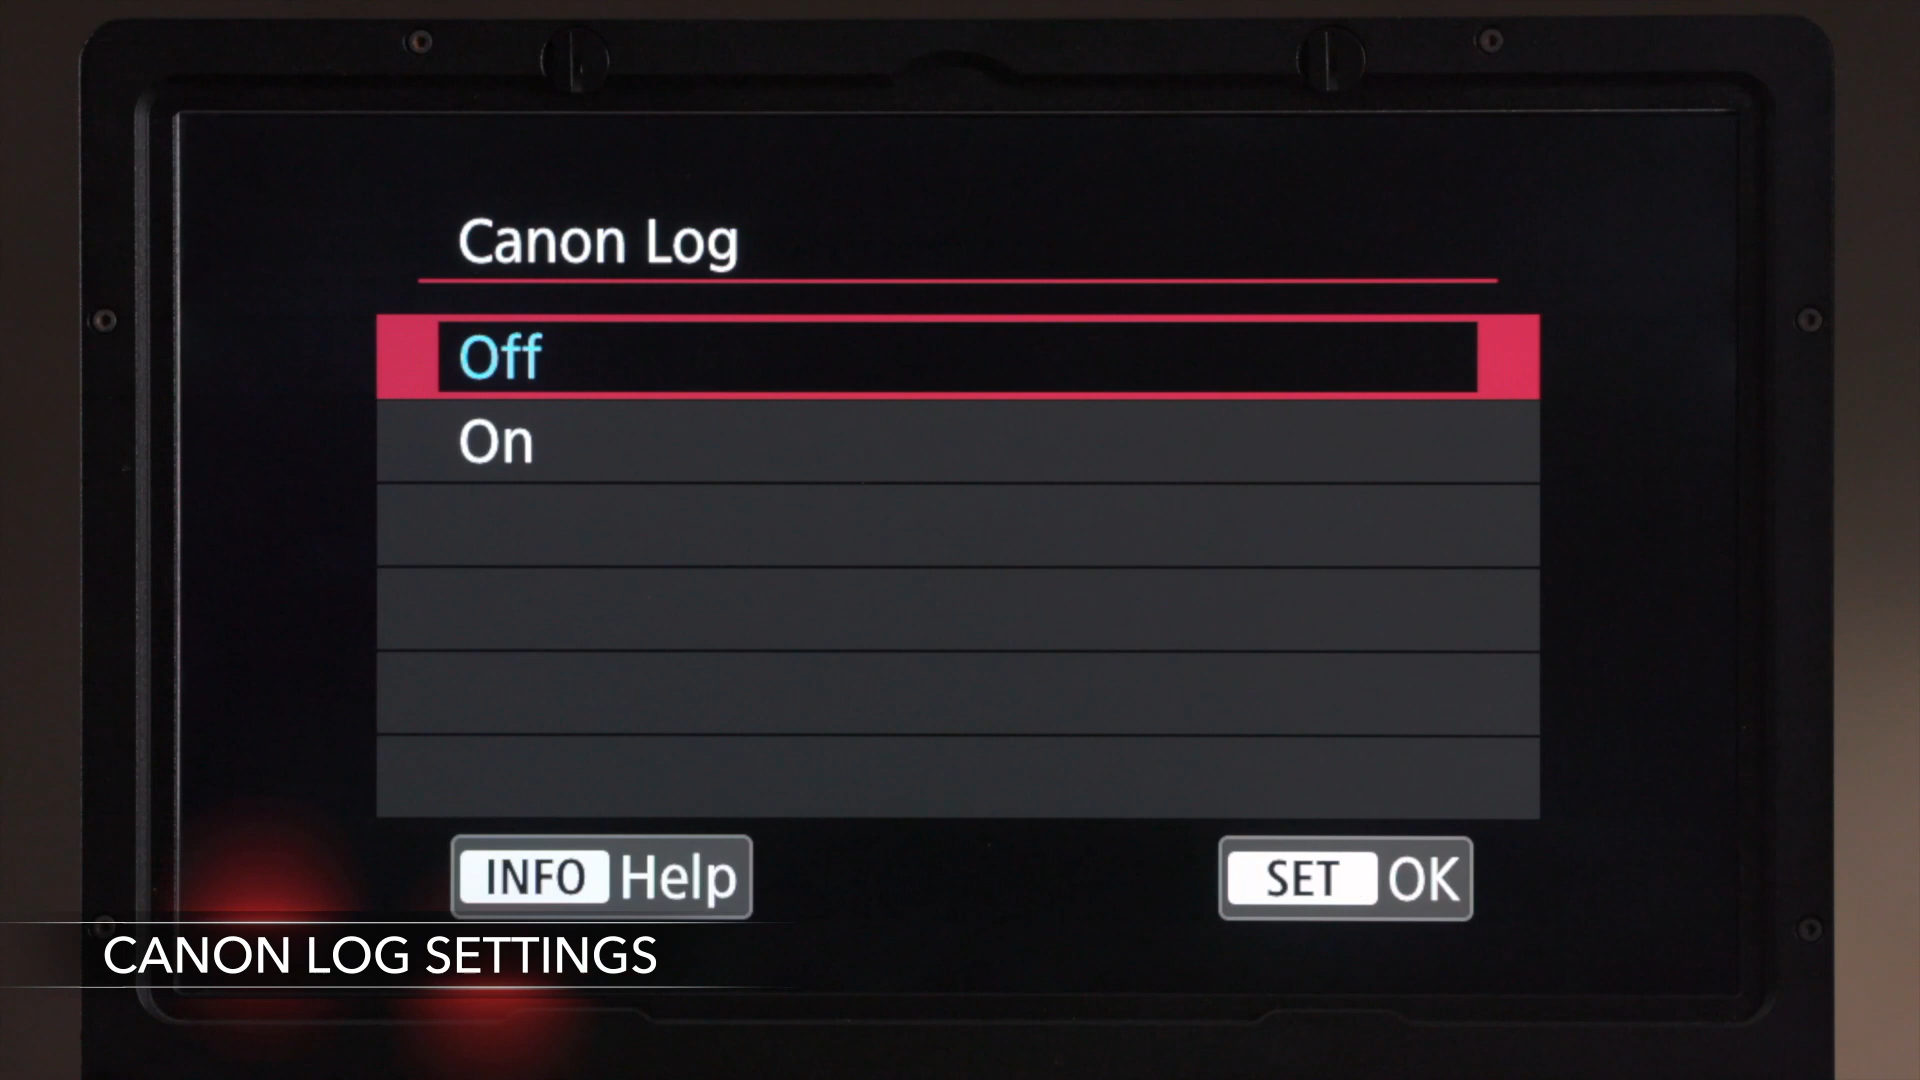 Canon Log
Off
On
INFO Help
SET OK
CANON LOG SETTINGS